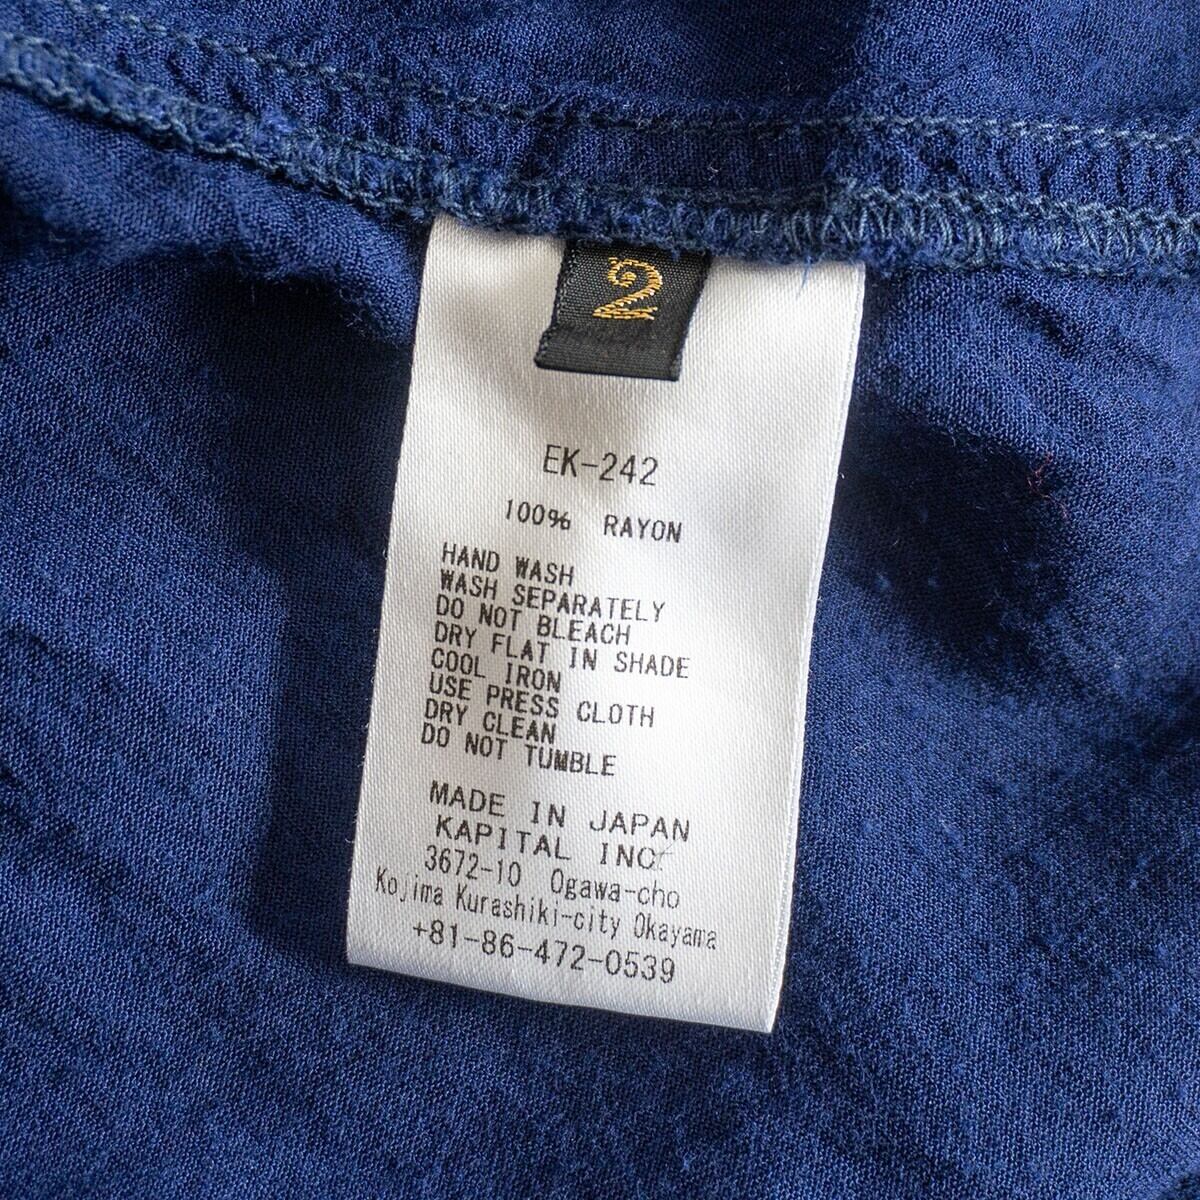 2
EK-242
100% RAYON
HAND WASH
WASH SEPARATELY
DO NOT BLEACH
DRY FLAT IN SHADE
COOL IRON
USE PRESS CLOTH
DRY CLEAN
DO NOT TUMBLE
MADE IN JAPAN
KAPITAL INC
3672-10 Ogawa-cho
Kojima Kurashiki-city Okayama
+81-86-472-0539